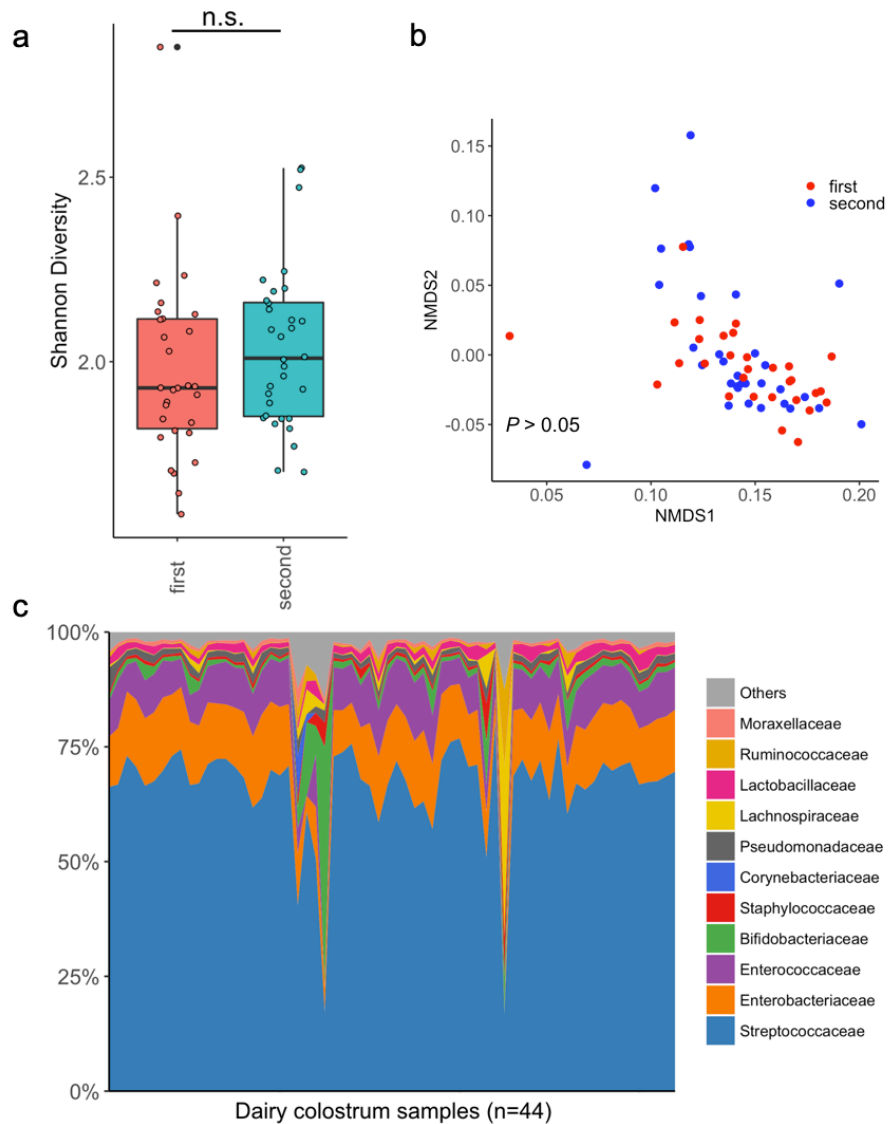 a
n.s.
Shannon Diversity
2.5
2.0
first
second
b
0.15
0.10
0.05
0.00
-0.05
NMDS2
first
second
P > 0.05
0.05
0.10
0.15
0.20
NMDS1
c
100%
75%
50%
25%
0%
Dairy colostrum samples (n=44)
Others
Moraxellaceae
Ruminococcaceae
Lactobacillaceae
Lachnospiraceae
Pseudomonadaceae
Corynebacteriaceae
Staphylococcaceae
Bifidobacteriaceae
Enterococcaceae
Enterobacteriaceae
Streptococcaceae